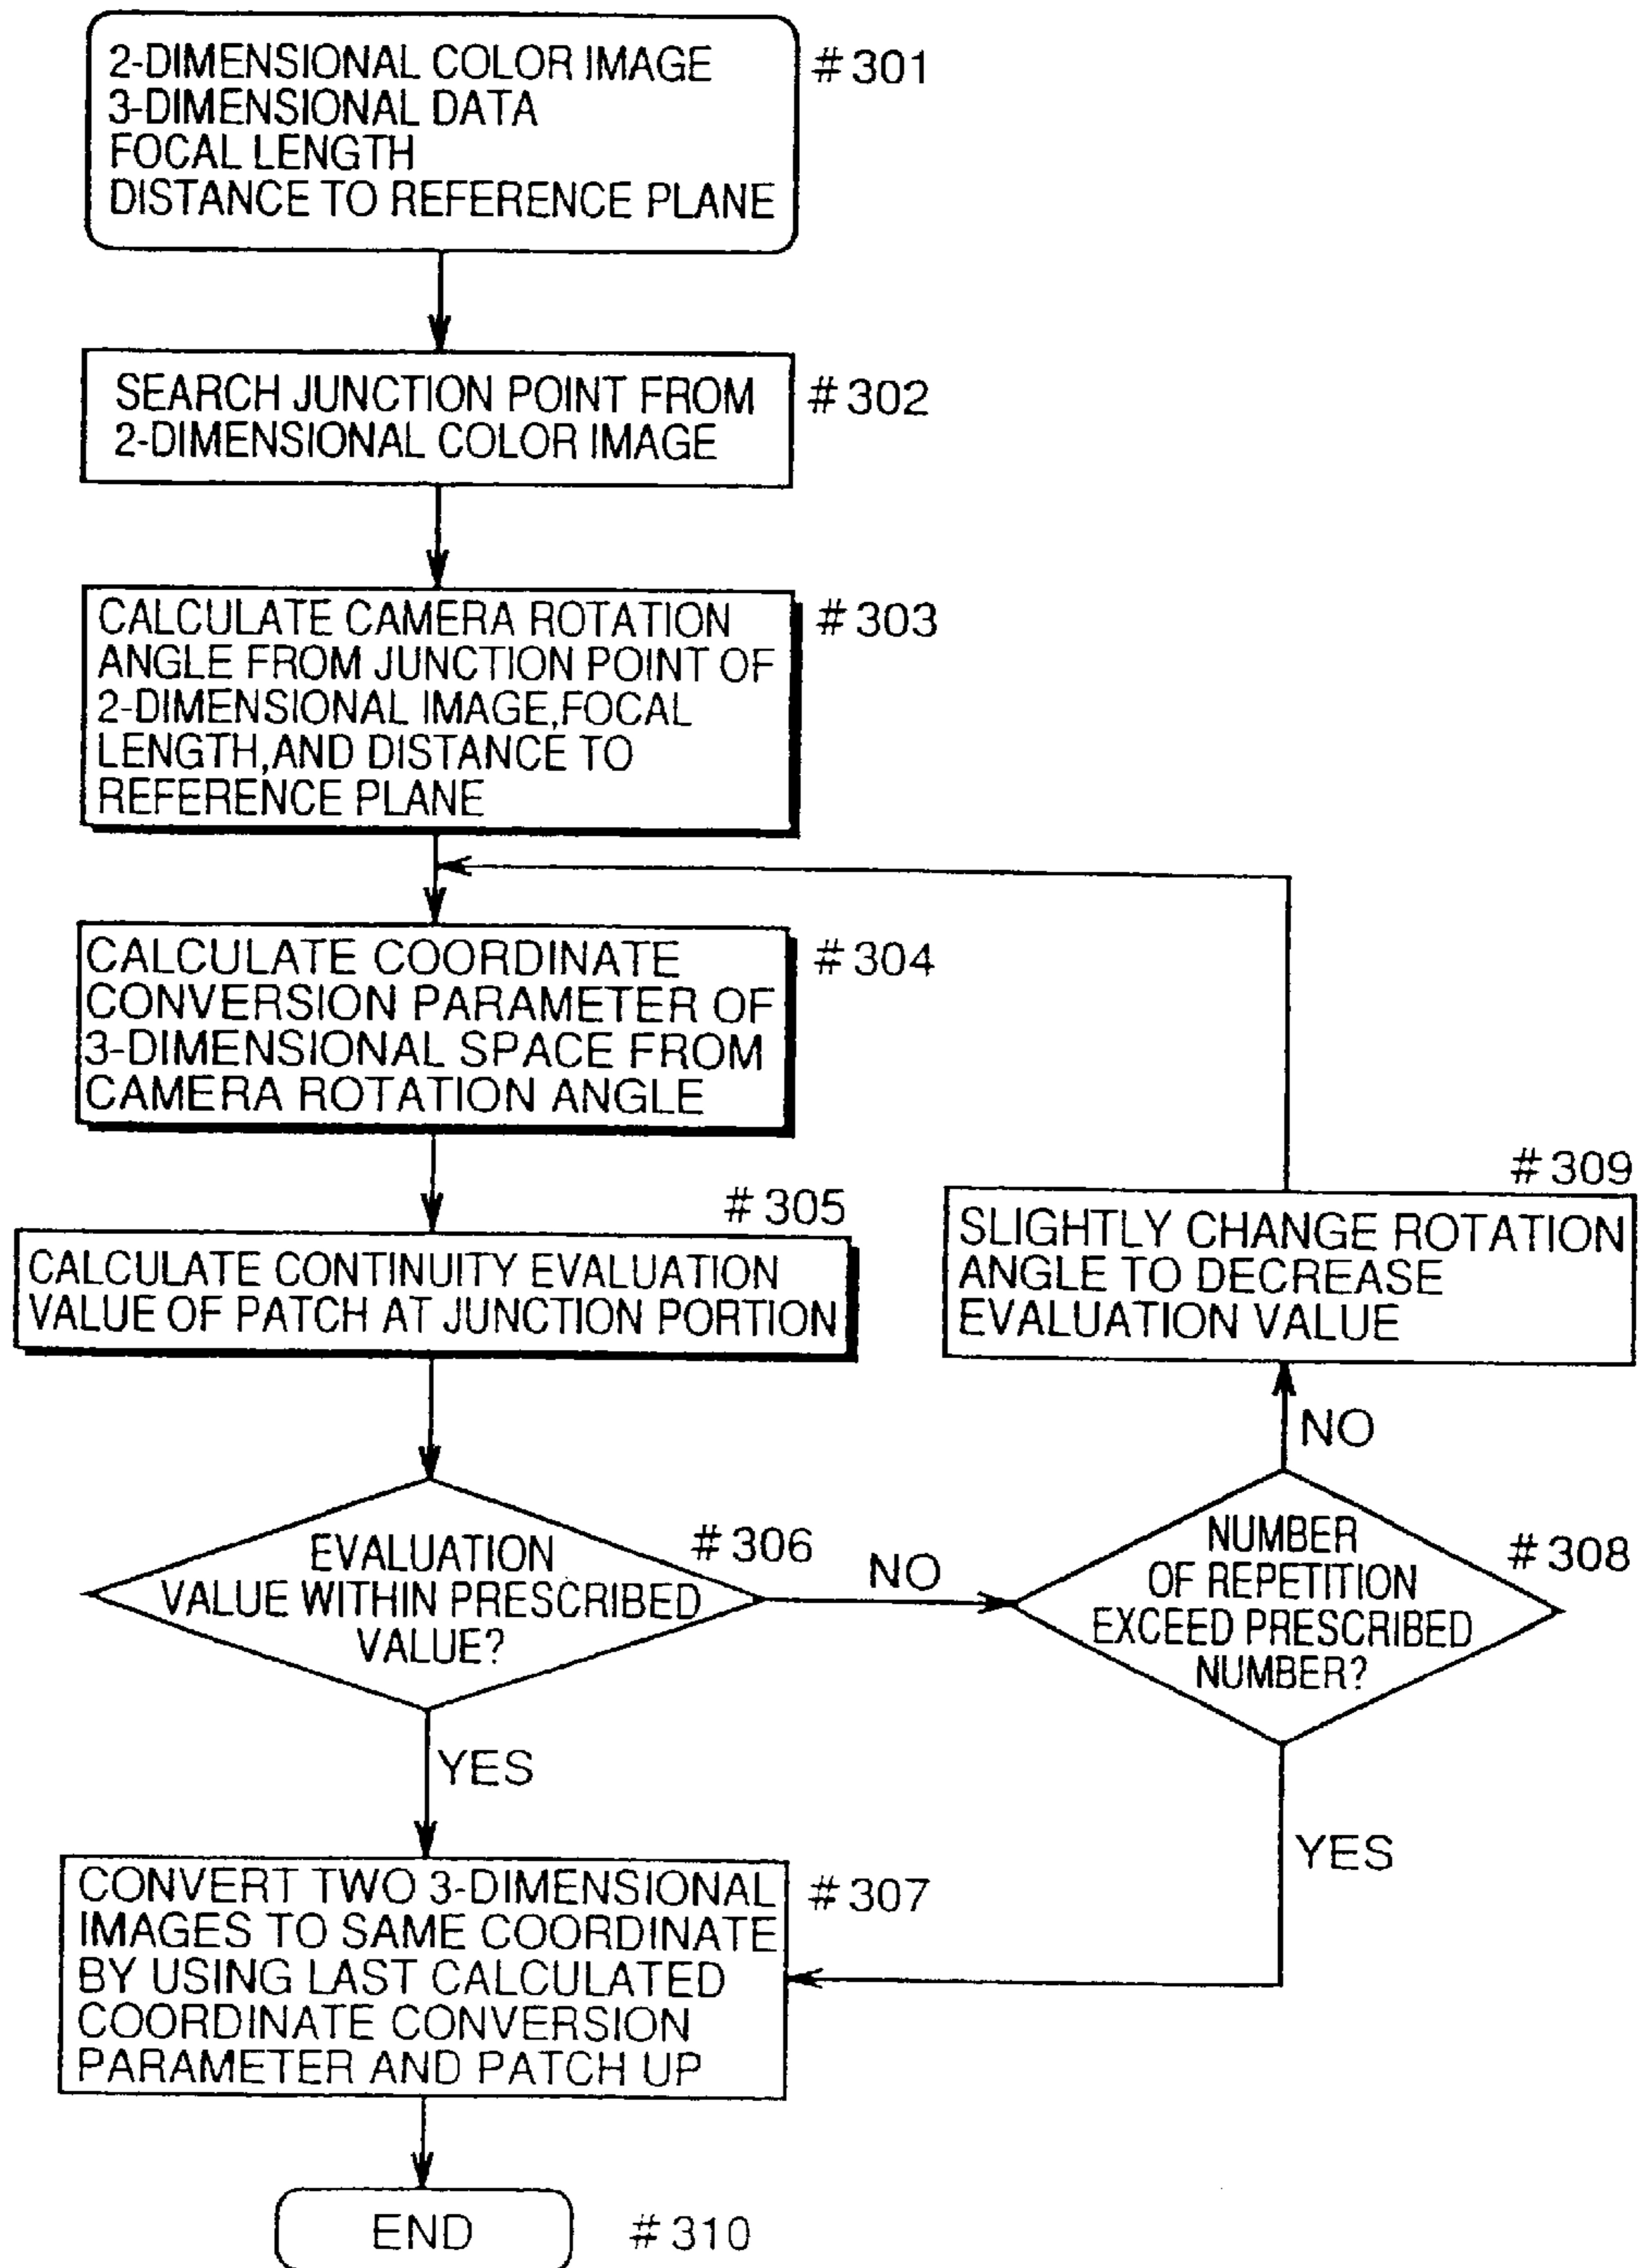 2-DIMENSIONAL COLOR IMAGE
3-DIMENSIONAL DATA
FOCAL LENGTH
DISTANCE TO REFERENCE PLANE
#301
SEARCH JUNCTION POINT FROM
2-DIMENSIONAL COLOR IMAGE
#302
CALCULATE CAMERA ROTATION
ANGLE FROM JUNCTION POINT OF
2-DIMENSIONAL IMAGE,FOCAL
LENGTH,AND DISTANCE TO
REFERENCE PLANE
#303
CALCULATE COORDINATE
CONVERSION PARAMETER OF
3-DIMENSIONAL SPACE FROM
CAMERA ROTATION ANGLE
#304
#305
CALCULATE CONTINUITY EVALUATION
VALUE OF PATCH AT JUNCTION PORTION
#309
SLIGHTLY CHANGE ROTATION
ANGLE TO DECREASE
EVALUATION VALUE
NO
EVALUATION
VALUE WITHIN PRESCRIBED
VALUE?
#306
NO
NUMBER
OF REPETITION
EXCEED PRESCRIBED
NUMBER?
#308
YES
YES
CONVERT TWO 3-DIMENSIONAL
IMAGES TO SAME COORDINATE
BY USING LAST CALCULATED
COORDINATE CONVERSION
PARAMETER AND PATCH UP
#307
END
#310